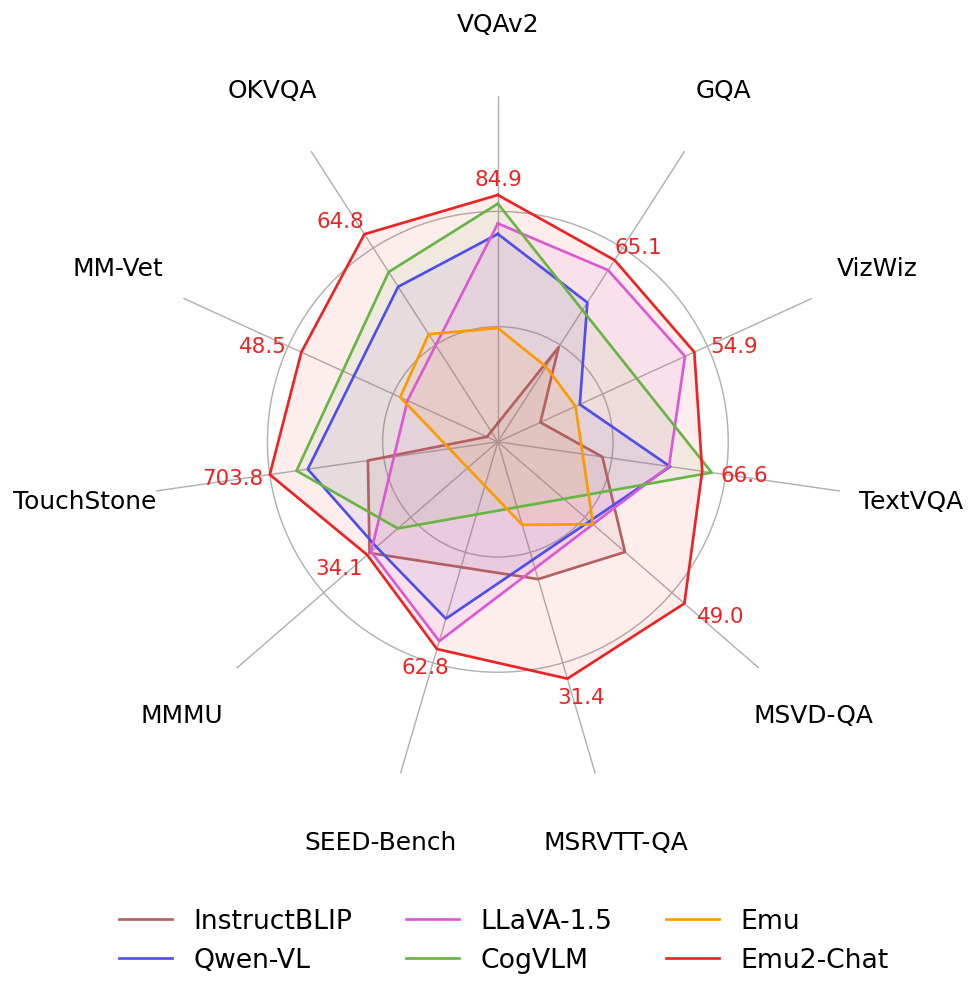 VQAv2
OKVQA
GQA
84.9
64.8
65.1
MM-Vet
VizWiz
48.5
54.9
703.8
66.6
TouchStone
TextVQA
34.1
49.0
62.8
31.4
MMMU
MSVD-QA
SEED-Bench
MSRVTT-QA
InstructBLIP
LLaVA-1.5
Emu
Qwen-VL
CogVLM
Emu2-Chat